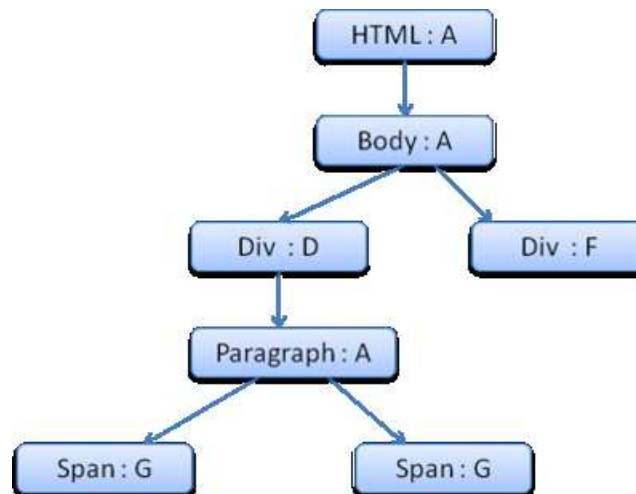 HTML : A
Body : A
Div : D
Div : F
Paragraph : A
Span : G
Span : G